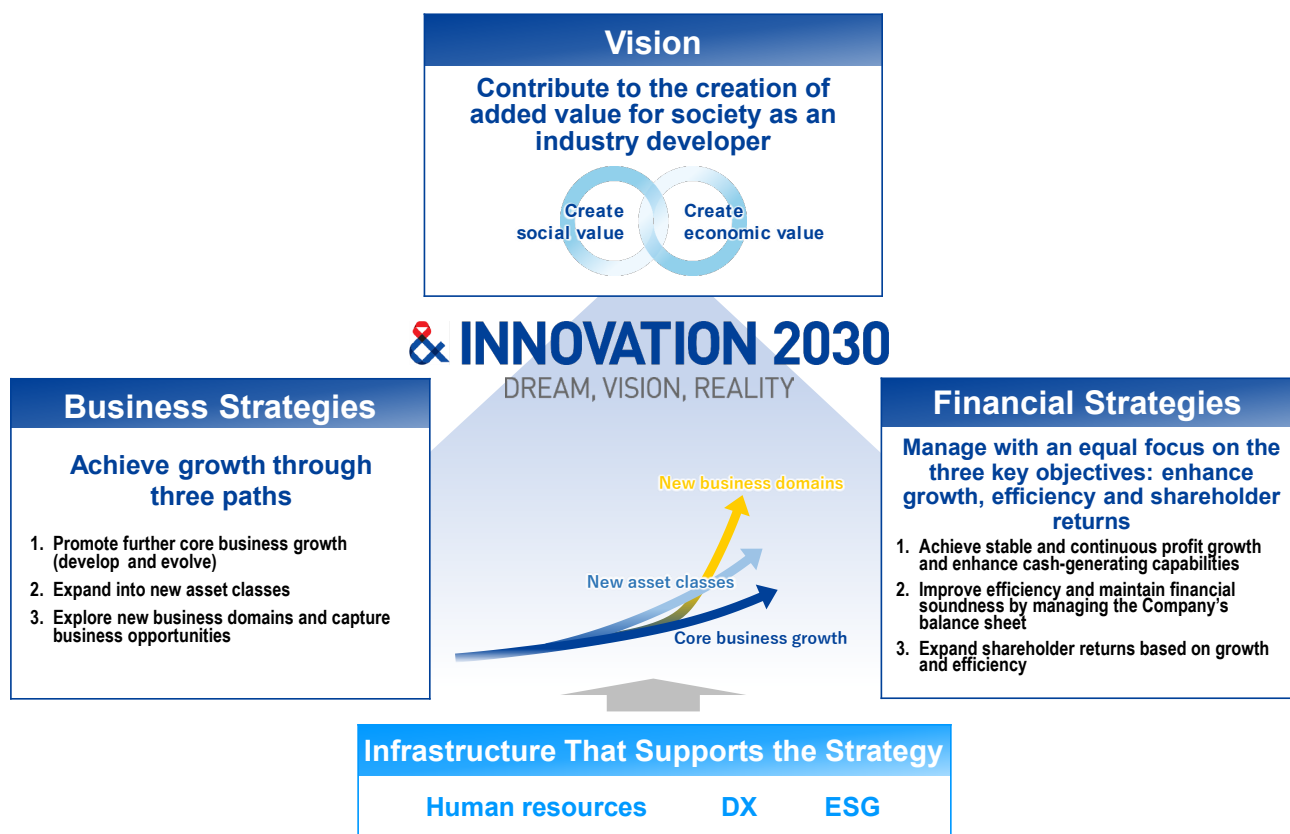 Vision
Contribute to the creation of
added value for society as an
industry developer
Create
social value
Create
economic value
& INNOVATION 2030
DREAM, VISION, REALITY
Business Strategies
Achieve growth through
three paths
1. Promote further core business growth
(develop and evolve)
2. Expand into new asset classes
3. Explore new business domains and capture
business opportunities
New business domains
New asset classes
Core business growth
Financial Strategies
Manage with an equal focus on the
three key objectives: enhance
growth, efficiency and shareholder
returns
1. Achieve stable and continuous profit growth
and enhance cash-generating capabilities
2. Improve efficiency and maintain financial
soundness by managing the Company's
balance sheet
3. Expand shareholder returns based on growth
and efficiency
Infrastructure That Supports the Strategy
Human resources DX ESG